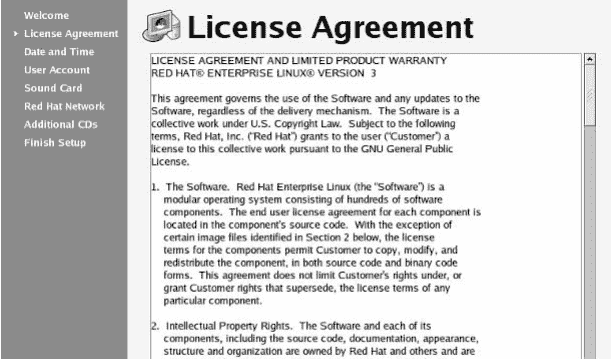 Welcome
License Agreement
Date and Time
User Account
Sound Card
Red Hat Network
Additional CDs
Finish Setup
License Agreement
LICENSE AGREEMENT AND LIMITED PRODUCT WARRANTY
RED HAT® ENTERPRISE LINUX® VERSION 3
This agreement governs the use of the Software and any updates to the
Software, regardless of the delivery mechanism. The Software is a
collective work under U.S. Copyright Law. Subject to the following
terms, Red Hat, Inc. ("Red Hat") grants to the user ("Customer") a
license to this collective work pursuant to the GNU General Public
License.
1. The Software. Red Hat Enterprise Linux (the "Software") is a
modular operating system consisting of hundreds of software
components. The end user license agreement for each component is
located in the component's source code. With the exception of
certain image files identified in Section 2 below, the license
terms for the components permit Customer to copy, modify, and
redistribute the component, in both source code and binary code
forms. This agreement does not limit Customer's rights under, or
grant Customer rights that supersede, the license terms of any
particular component.
2. Intellectual Property Rights. The Software and each of its
components, including the source code, documentation, appearance,
structure and organization are owned by Red Hat and others and are